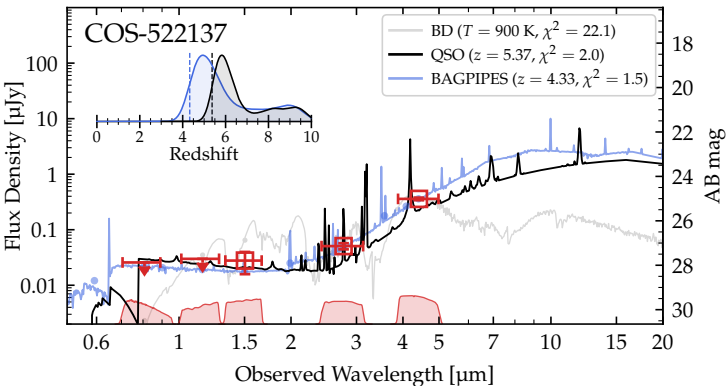 COS-522137
BD (T = 900 K, χ² = 22.1)
QSO (z = 5.37, χ² = 2.0)
BAGPIPES (z = 4.33, χ² = 1.5)
0 2 4 6 8 10
Redshift
Flux Density [μJy]
100
10
1
0.1
0.01
AB mag
18
20
22
24
26
28
30
0.6 1 2 3 4 5 10 15 20
Observed Wavelength [μm]